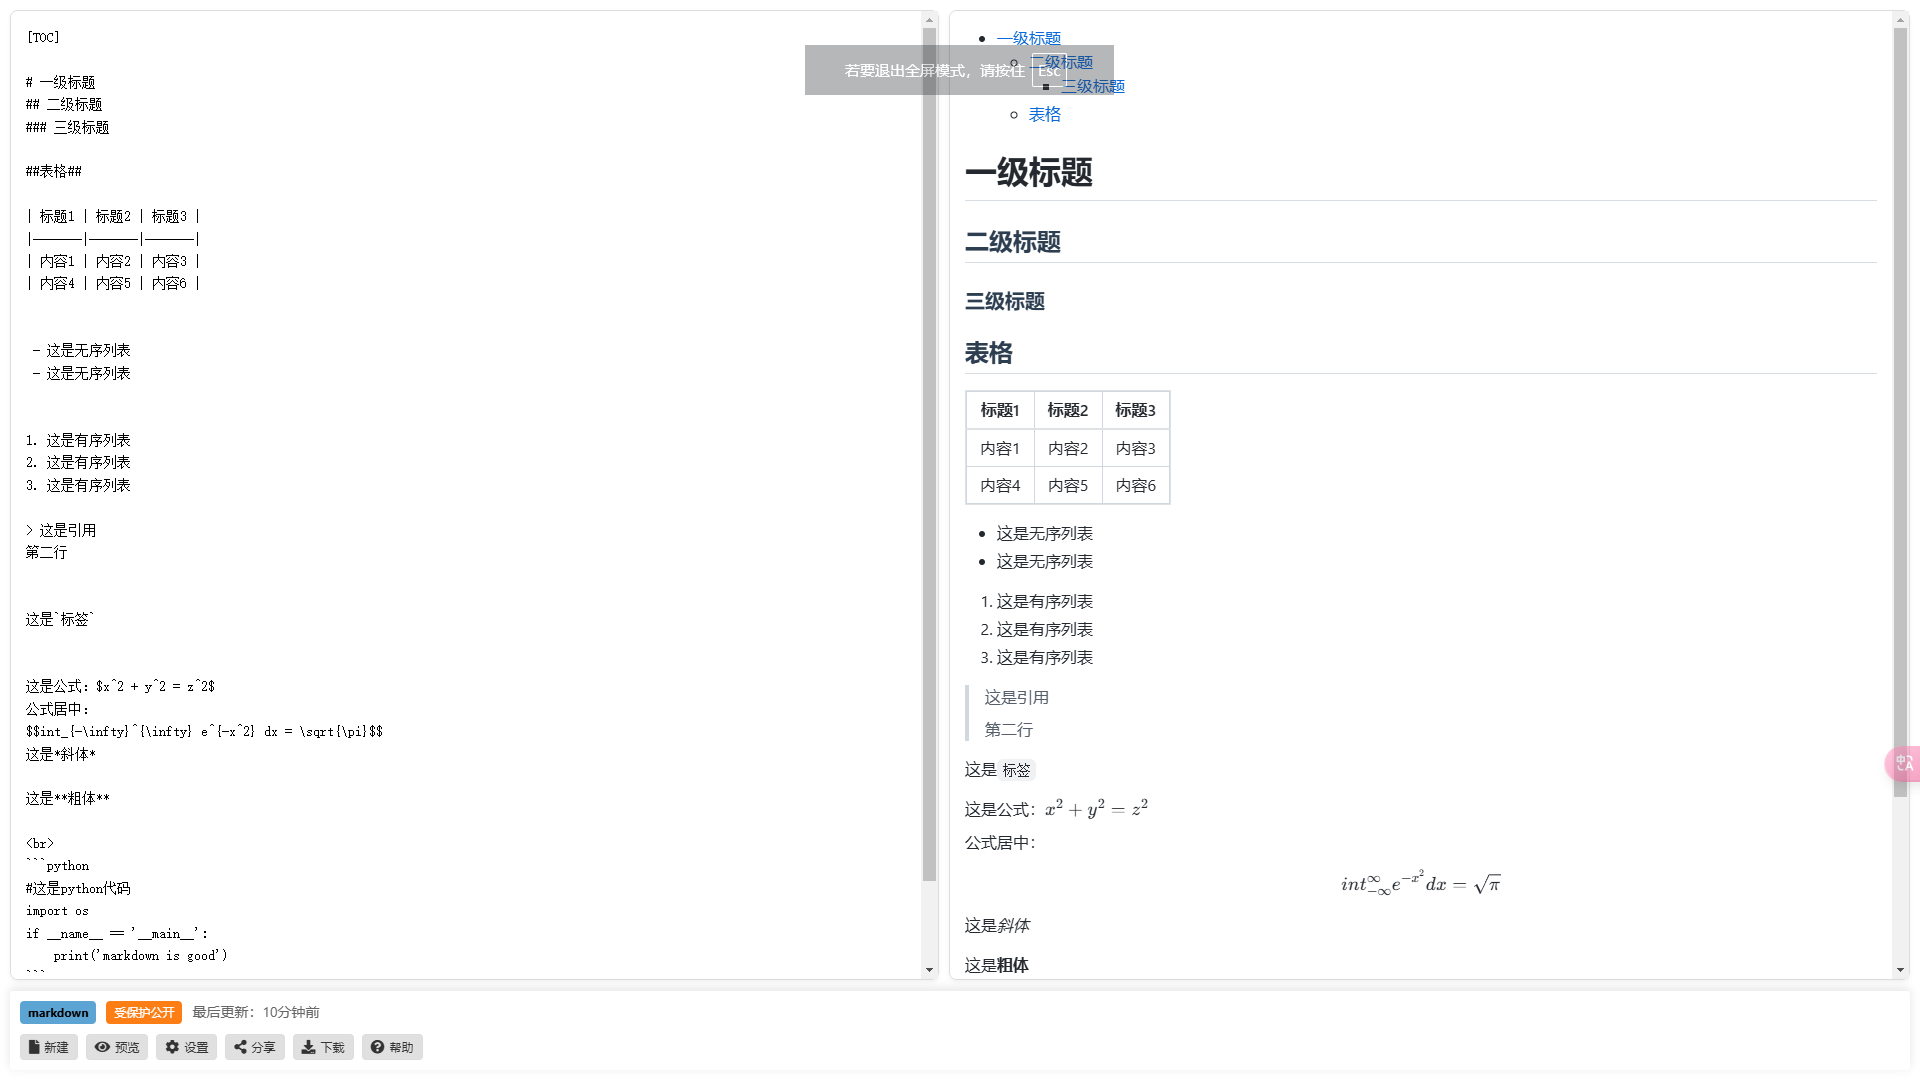 [TOC]
# 一级标题
## 二级标题
### 三级标题
##表格##
| 标题1 | 标题2 | 标题3 |
|-------|-------|-------|
| 内容1 | 内容2 | 内容3 |
| 内容4 | 内容5 | 内容6 |
- 这是无序列表
- 这是无序列表
1. 这是有序列表
2. 这是有序列表
3. 这是有序列表
> 这是引用
第二行
这是`标签`
这是公式：$x^2 + y^2 = z^2$
公式居中：
$$int_{-\infty}^{\infty} e^{-x^2} dx = \sqrt{\pi}$$
这是*斜体*
这是**粗体**
<br>
```python
#这是python代码
import os
if __name__ == '__main__':
    print('markdown is good')
```
若要退出全屏模式，请按住 Esc
一级标题
二级标题
三级标题
表格
一级标题
二级标题
三级标题
表格
标题1 标题2 标题3
内容1 内容2 内容3
内容4 内容5 内容6
这是无序列表
这是无序列表
1. 这是有序列表
2. 这是有序列表
3. 这是有序列表
这是引用
第二行
这是 标签
这是公式：x² + y² = z²
公式居中：
int_{-∞}^{∞} e^{-x²} dx = √π
这是斜体
这是粗体
中A
markdown 受保护公开 最后更新：10分钟前
新建 预览 设置 分享 下载 帮助